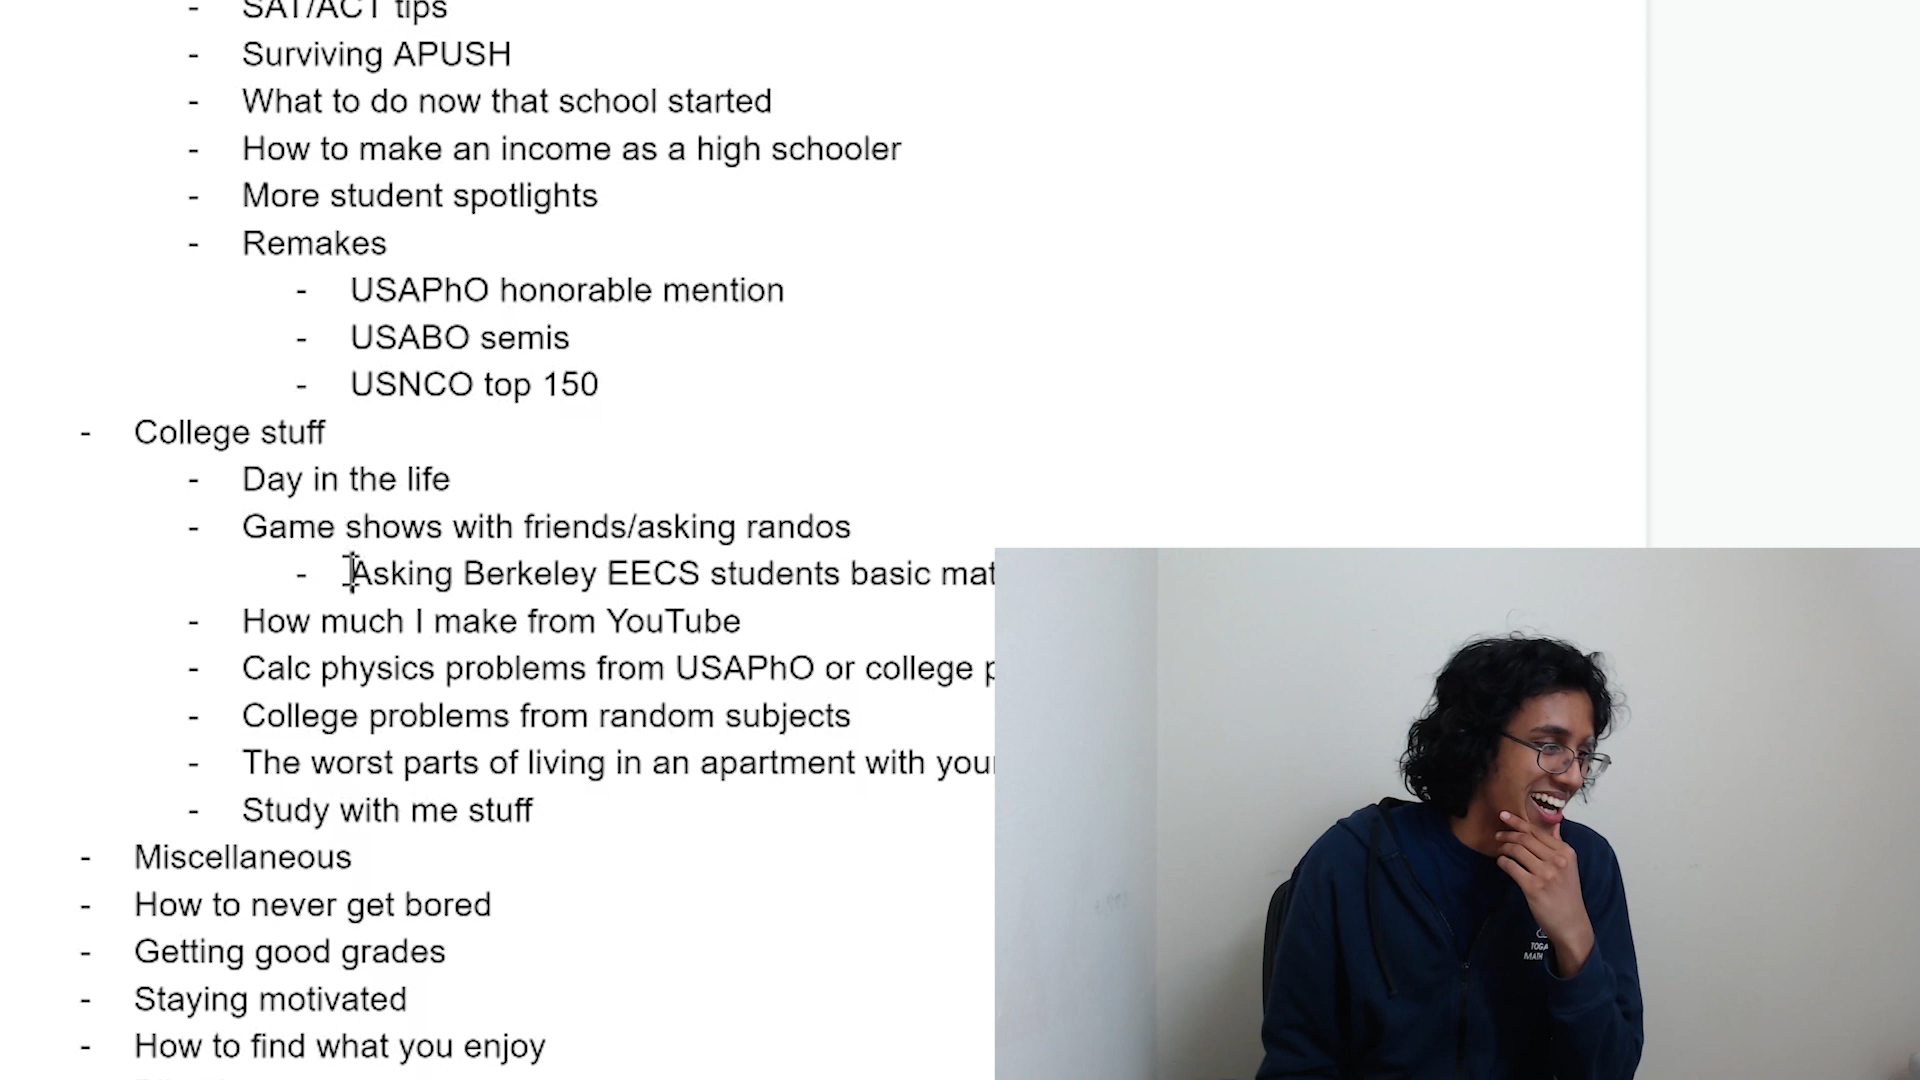 - SAT/ACT tips
- Surviving APUSH
- What to do now that school started
- How to make an income as a high schooler
- More student spotlights
- Remakes
- USAPhO honorable mention
- USABO semis
- USNCO top 150
- College stuff
- Day in the life
- Game shows with friends/asking randos
- Asking Berkeley EECS students basic mat
- How much I make from YouTube
- Calc physics problems from USAPhO or college p
- College problems from random subjects
- The worst parts of living in an apartment with your
- Study with me stuff
- Miscellaneous
- How to never get bored
- Getting good grades
- Staying motivated
- How to find what you enjoy
TOGA
MATH